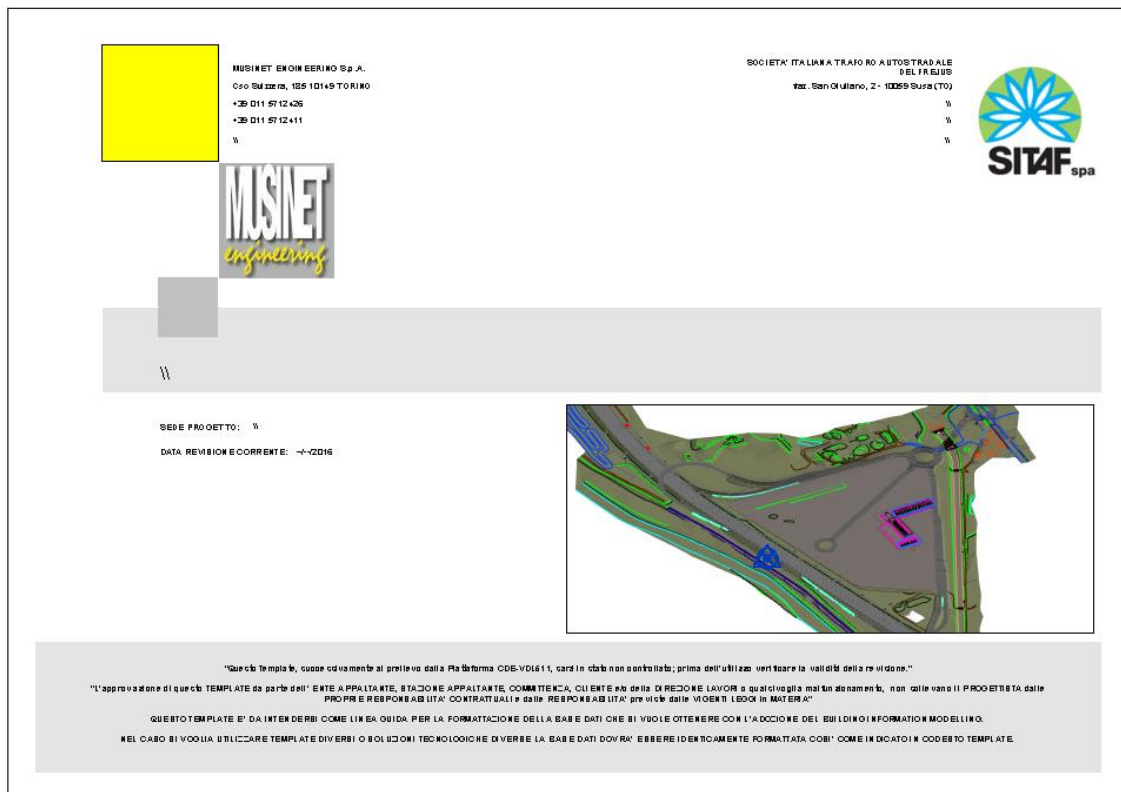 MUSINET ENGINEERING S.p.A.
C.so Svizzera, 185 10149 TORINO
+39 011 5712426
+39 011 5712411
\\
SOCIETA' ITALIANA TRAFORO AUTOSTRADALE
DEL FREJUS
fraz. San Giuliano, 2 - 10059 Susa (TO)
\\
\\
\\
SITAF spa
MUSINET
engineering
\\
SEDE PROGETTO: \\
DATA REVISIONE CORRENTE: --/--/2016
"Questo Template, successivamente al prelievo dalla Piattaforma CDE-VDL611, sarà in stato non controllato; prima dell'utilizzo verificare la validità della revisione."
"L'approvazione di questo TEMPLATE da parte dell' ENTE APPALTANTE, STAZIONE APPALTANTE, COMMITTENZA, CLIENTE e/o della DIREZIONE LAVORI o qualsivoglia malfunzionamento, non sollevano il PROGETTISTA dalle
PROPRIE RESPONSABILITA' CONTRATTUALI e dalle RESPONSABILITA' previste dalle VIGENTI LEGGI in MATERIA"
QUESTO TEMPLATE E' DA INTENDERSI COME LINEA GUIDA PER LA FORMATTAZIONE DELLA BASE DATI CHE SI VUOLE OTTENERE CON L'ADOZIONE DEL BUILDING INFORMATION MODELLING.
NEL CASO SI VOGLIA UTILIZZARE TEMPLATE DIVERSI O SOLUZIONI TECNOLOGICHE DIVERSE LA BASE DATI DOVRA' ESSERE IDENTICAMENTE FORMATTATA COSI' COME INDICATO IN CODESTO TEMPLATE.